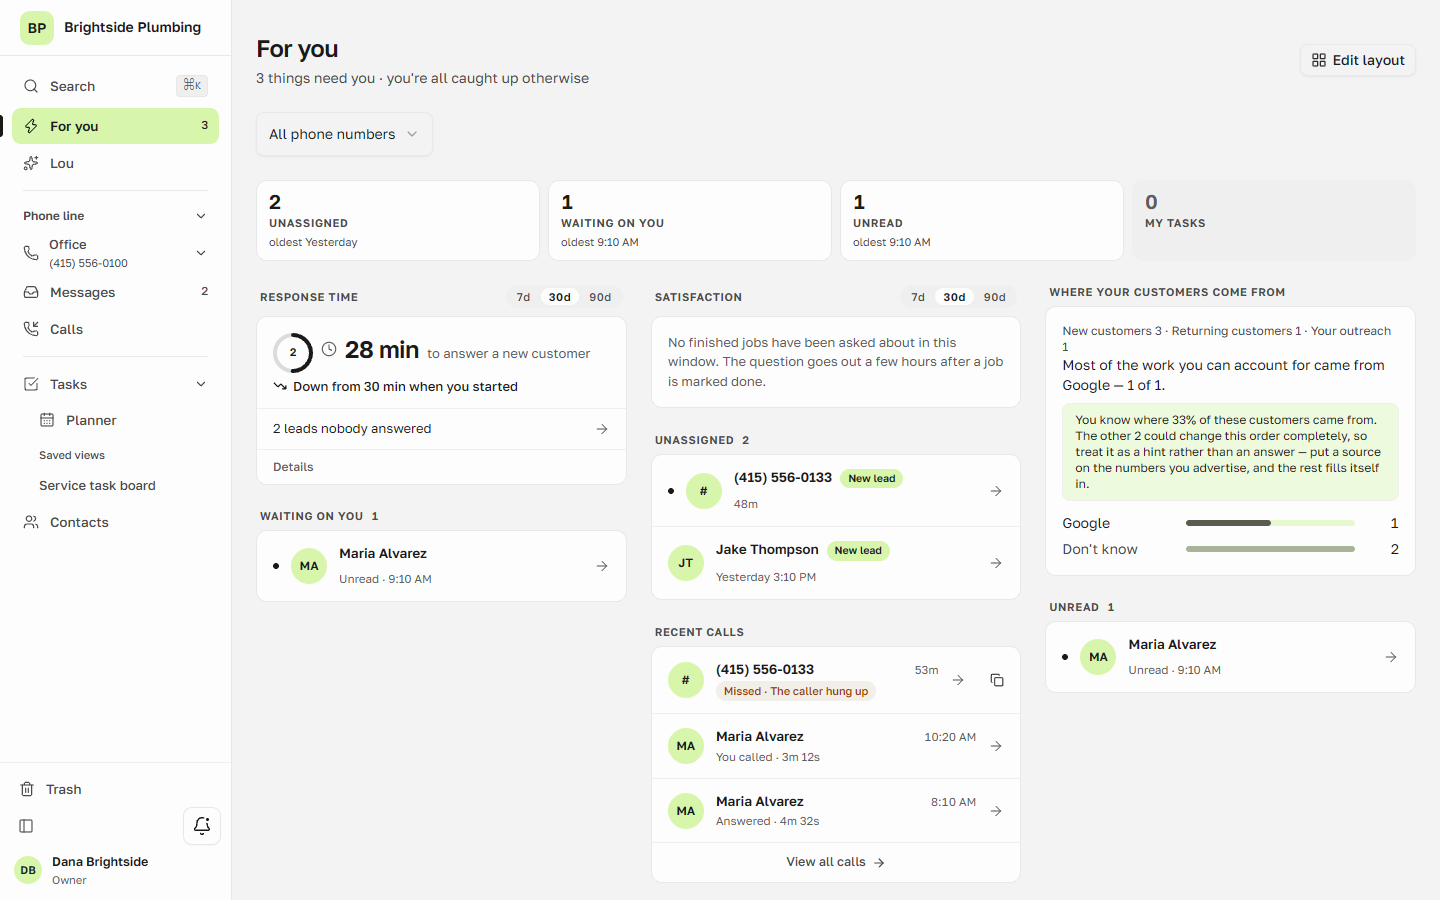 BP
Brightside Plumbing
Search
⌘K
For you
3
Lou
Phone line
Office
(415) 556-0100
Messages
2
Calls
Tasks
Planner
Saved views
Service task board
Contacts
Trash
DB
Dana Brightside
Owner
For you
3 things need you · you're all caught up otherwise
Edit layout
All phone numbers
2
UNASSIGNED
oldest Yesterday
1
WAITING ON YOU
oldest 9:10 AM
1
UNREAD
oldest 9:10 AM
0
MY TASKS
RESPONSE TIME
7d 30d 90d
2
28 min to answer a new customer
Down from 30 min when you started
2 leads nobody answered
Details
WAITING ON YOU 1
MA
Maria Alvarez
Unread · 9:10 AM
SATISFACTION
7d 30d 90d
No finished jobs have been asked about in this
window. The question goes out a few hours after a job
is marked done.
UNASSIGNED 2
#
(415) 556-0133 New lead
48m
JT
Jake Thompson New lead
Yesterday 3:10 PM
RECENT CALLS
#
(415) 556-0133
53m
Missed · The caller hung up
MA
Maria Alvarez
10:20 AM
You called · 3m 12s
MA
Maria Alvarez
8:10 AM
Answered · 4m 32s
View all calls
WHERE YOUR CUSTOMERS COME FROM
New customers 3 · Returning customers 1 · Your outreach
1
Most of the work you can account for came from
Google — 1 of 1.
You know where 33% of these customers came from.
The other 2 could change this order completely, so
treat it as a hint rather than an answer — put a source
on the numbers you advertise, and the rest fills itself
in.
Google 1
Don't know 2
UNREAD 1
MA
Maria Alvarez
Unread · 9:10 AM